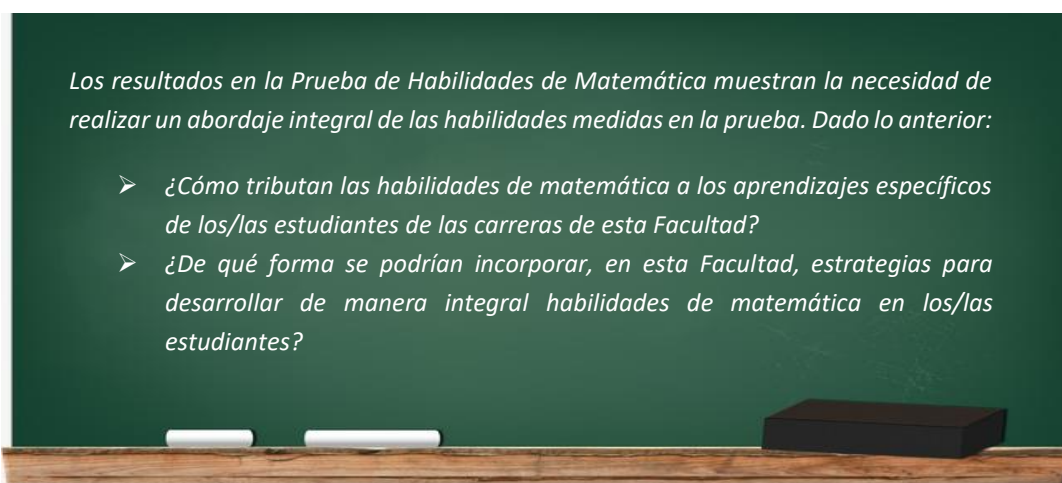 Los resultados en la Prueba de Habilidades de Matemática muestran la necesidad de
realizar un abordaje integral de las habilidades medidas en la prueba. Dado lo anterior:
➢ ¿Cómo tributan las habilidades de matemática a los aprendizajes específicos
de los/las estudiantes de las carreras de esta Facultad?
➢ ¿De qué forma se podrían incorporar, en esta Facultad, estrategias para
desarrollar de manera integral habilidades de matemática en los/las
estudiantes?